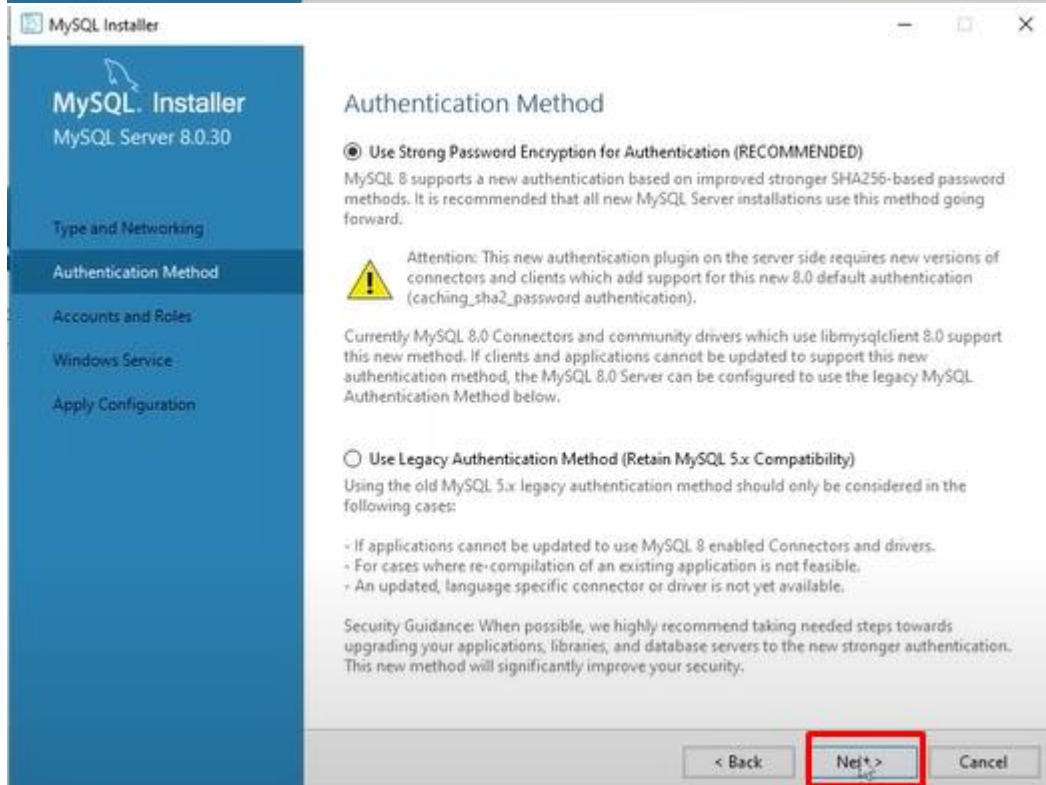 MySQL Installer
MySQL. Installer
MySQL Server 8.0.30
Type and Networking
Authentication Method
Accounts and Roles
Windows Service
Apply Configuration
Authentication Method
Use Strong Password Encryption for Authentication (RECOMMENDED)
MySQL 8 supports a new authentication based on improved stronger SHA256-based password
methods. It is recommended that all new MySQL Server installations use this method going
forward.
Attention: This new authentication plugin on the server side requires new versions of
connectors and clients which add support for this new 8.0 default authentication
(caching_sha2_password authentication).
Currently MySQL 8.0 Connectors and community drivers which use libmysqlclient 8.0 support
this new method. If clients and applications cannot be updated to support this new
authentication method, the MySQL 8.0 Server can be configured to use the legacy MySQL
Authentication Method below.
Use Legacy Authentication Method (Retain MySQL 5.x Compatibility)
Using the old MySQL 5.x legacy authentication method should only be considered in the
following cases:
- If applications cannot be updated to use MySQL 8 enabled Connectors and drivers.
- For cases where re-compilation of an existing application is not feasible.
- An updated, language specific connector or driver is not yet available.
Security Guidance: When possible, we highly recommend taking needed steps towards
upgrading your applications, libraries, and database servers to the new stronger authentication.
This new method will significantly improve your security.
< Back
Next >
Cancel